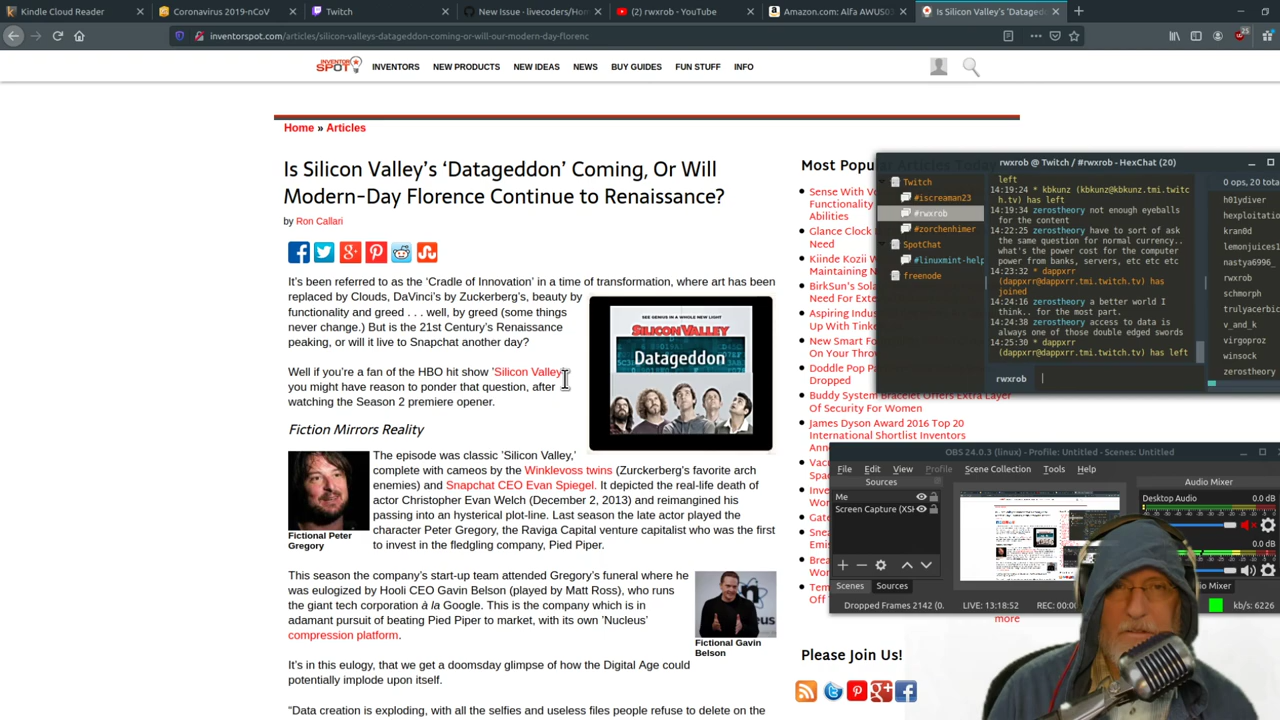 Kindle Cloud Reader
Coronavirus 2019-nCoV
Twitch
New Issue · livecoders/Hon
(2) rwxrob - YouTube
Amazon.com: Alfa AWUS03
Is Silicon Valley's 'Datagedd
inventorspot.com/articles/silicon-valleys-datageddon-coming-or-will-our-modern-day-florenc
INVENTOR SPOT
INVENTORS
NEW PRODUCTS
NEW IDEAS
NEWS
BUY GUIDES
FUN STUFF
INFO
Home » Articles
Is Silicon Valley’s ‘Datageddon’ Coming, Or Will
Modern-Day Florence Continue to Renaissance?
by Ron Callari
It’s been referred to as the ‘Cradle of Innovation’ in a time of transformation, where art has been
replaced by Clouds, DaVinci’s by Zuckerberg’s, beauty by
functionality and greed . . . well, by greed (some things
never change.) But is the 21st Century’s Renaissance
peaking, or will it live to Snapchat another day?
Well if you’re a fan of the HBO hit show ‘Silicon Valley’
you might have reason to ponder that question, after
watching the Season 2 premiere opener.
SEE GENIUS IN A WHOLE NEW LIGHT
SILICON VALLEY
Datageddon
Fiction Mirrors Reality
The episode was classic ‘Silicon Valley,’
complete with cameos by the Winklevoss twins (Zurckerberg’s favorite arch
enemies) and Snapchat CEO Evan Spiegel. It depicted the real-life death of
actor Christopher Evan Welch (December 2, 2013) and reimagined his
passing into an hysterical plot-line. Last season the late actor played the
character Peter Gregory, the Raviga Capital venture capitalist who was the first
to invest in the fledgling company, Pied Piper.
Fictional Peter
Gregory
This season the company’s start-up team attended Gregory’s funeral where he
was eulogized by Hooli CEO Gavin Belson (played by Matt Ross), who runs
the giant tech corporation á la Google. This is the company which is in
adamant pursuit of beating Pied Piper to market, with its own ‘Nucleus’
compression platform.
Fictional Gavin
Belson
It’s in this eulogy, that we get a doomsday glimpse of how the Digital Age could
potentially implode upon itself.
“Data creation is exploding, with all the selfies and useless files people refuse to delete on the
Most Popular Articles Today
Sense With Vo
Functionality
Abilities
Glance Clock
Need
Kiinde Kozii V
Maintaining N
BirkSun's Sola
Need For Exte
Aspiring Indus
Up With Tinke
New Smart Fo
On Your Throu
Doddle Pop F
Dropped
Buddy System Bracelet Offers Extra Layer
Of Security For Women
James Dyson Award 2016 Top 20
International Shortlist Inventors
Ann
Vacu
Spac
Inve
Gate
Snea
Emis
Brea
Wor
Top
Off T
more
Please Join Us!
rwxrob @ Twitch / #rwxrob - HexChat (20)
Twitch
#iscreaman23
#rwxrob
#zorchenhimer
SpotChat
#linuxmint-help
freenode
left
14:19:24 * kbkunz (kbkunz@kbkunz.tmi.twitc
h.tv) has left
14:19:34 zerostheory not enough eyeballs
for the content
14:22:25 zerostheory have to sort of ask
the same question for normal currency..
what's the power cost for the computer
power from banks, servers, etc etc etc
14:23:32 * dappxrr
(dappxrr@dappxrr.tmi.twitch.tv) has
joined
14:24:16 zerostheory a better world I
think.. for the most part.
14:24:38 zerostheory access to data is
always one of those double edged swords
14:25:30 * dappxrr
(dappxrr@dappxrr.tmi.twitch.tv) has left
rwxrob
0 ops, 20 tota
h01ydiver
hexploitation
kran0d
lemonjuices1
nastya6996_
rwxrob
schmorph
trulyacerbic
v_and_k
virgoproz
winsock
zerostheory
OBS 24.0.3 (linux) - Profile: Untitled - Scenes: Untitled
File
Edit
View
Profile
Scene Collection
Tools
Help
Sources
Me
Screen Capture (XSH
Scenes
Sources
Audio Mixer
Desktop Audio
0.0 dB
0.0 dB
io Mixer
Dropped Frames 2142 (0.
LIVE: 13:18:52
REC: 00:00
kb/s: 6226